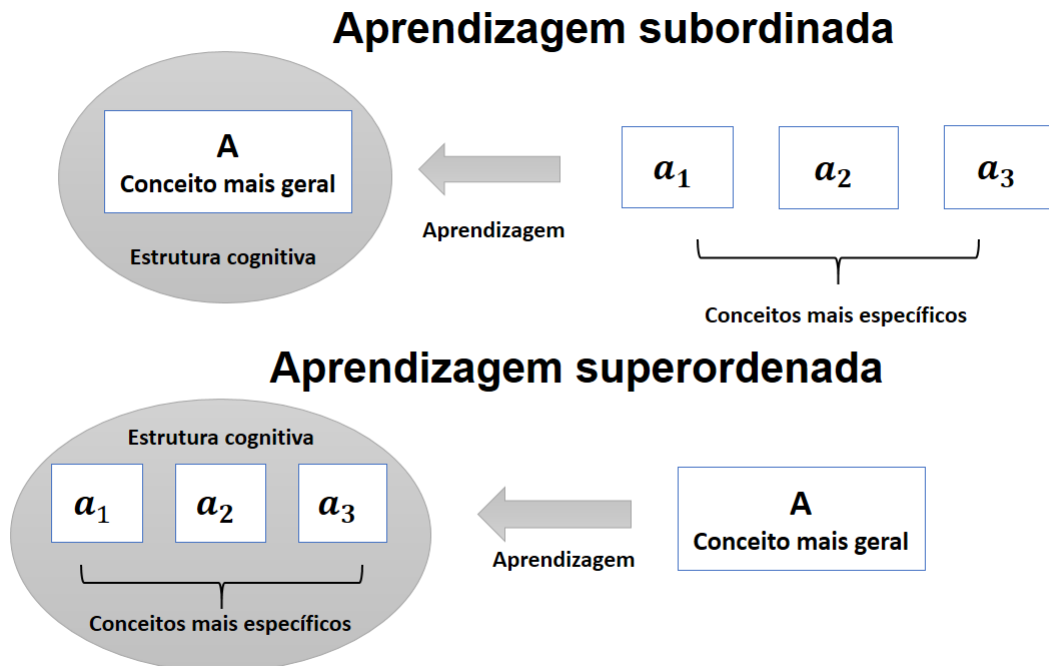 Aprendizagem subordinada
A
Conceito mais geral
Estrutura cognitiva
Aprendizagem
a₁
a₂
a₃
Conceitos mais específicos
Aprendizagem superordenada
Estrutura cognitiva
a₁
a₂
a₃
Conceitos mais específicos
Aprendizagem
A
Conceito mais geral